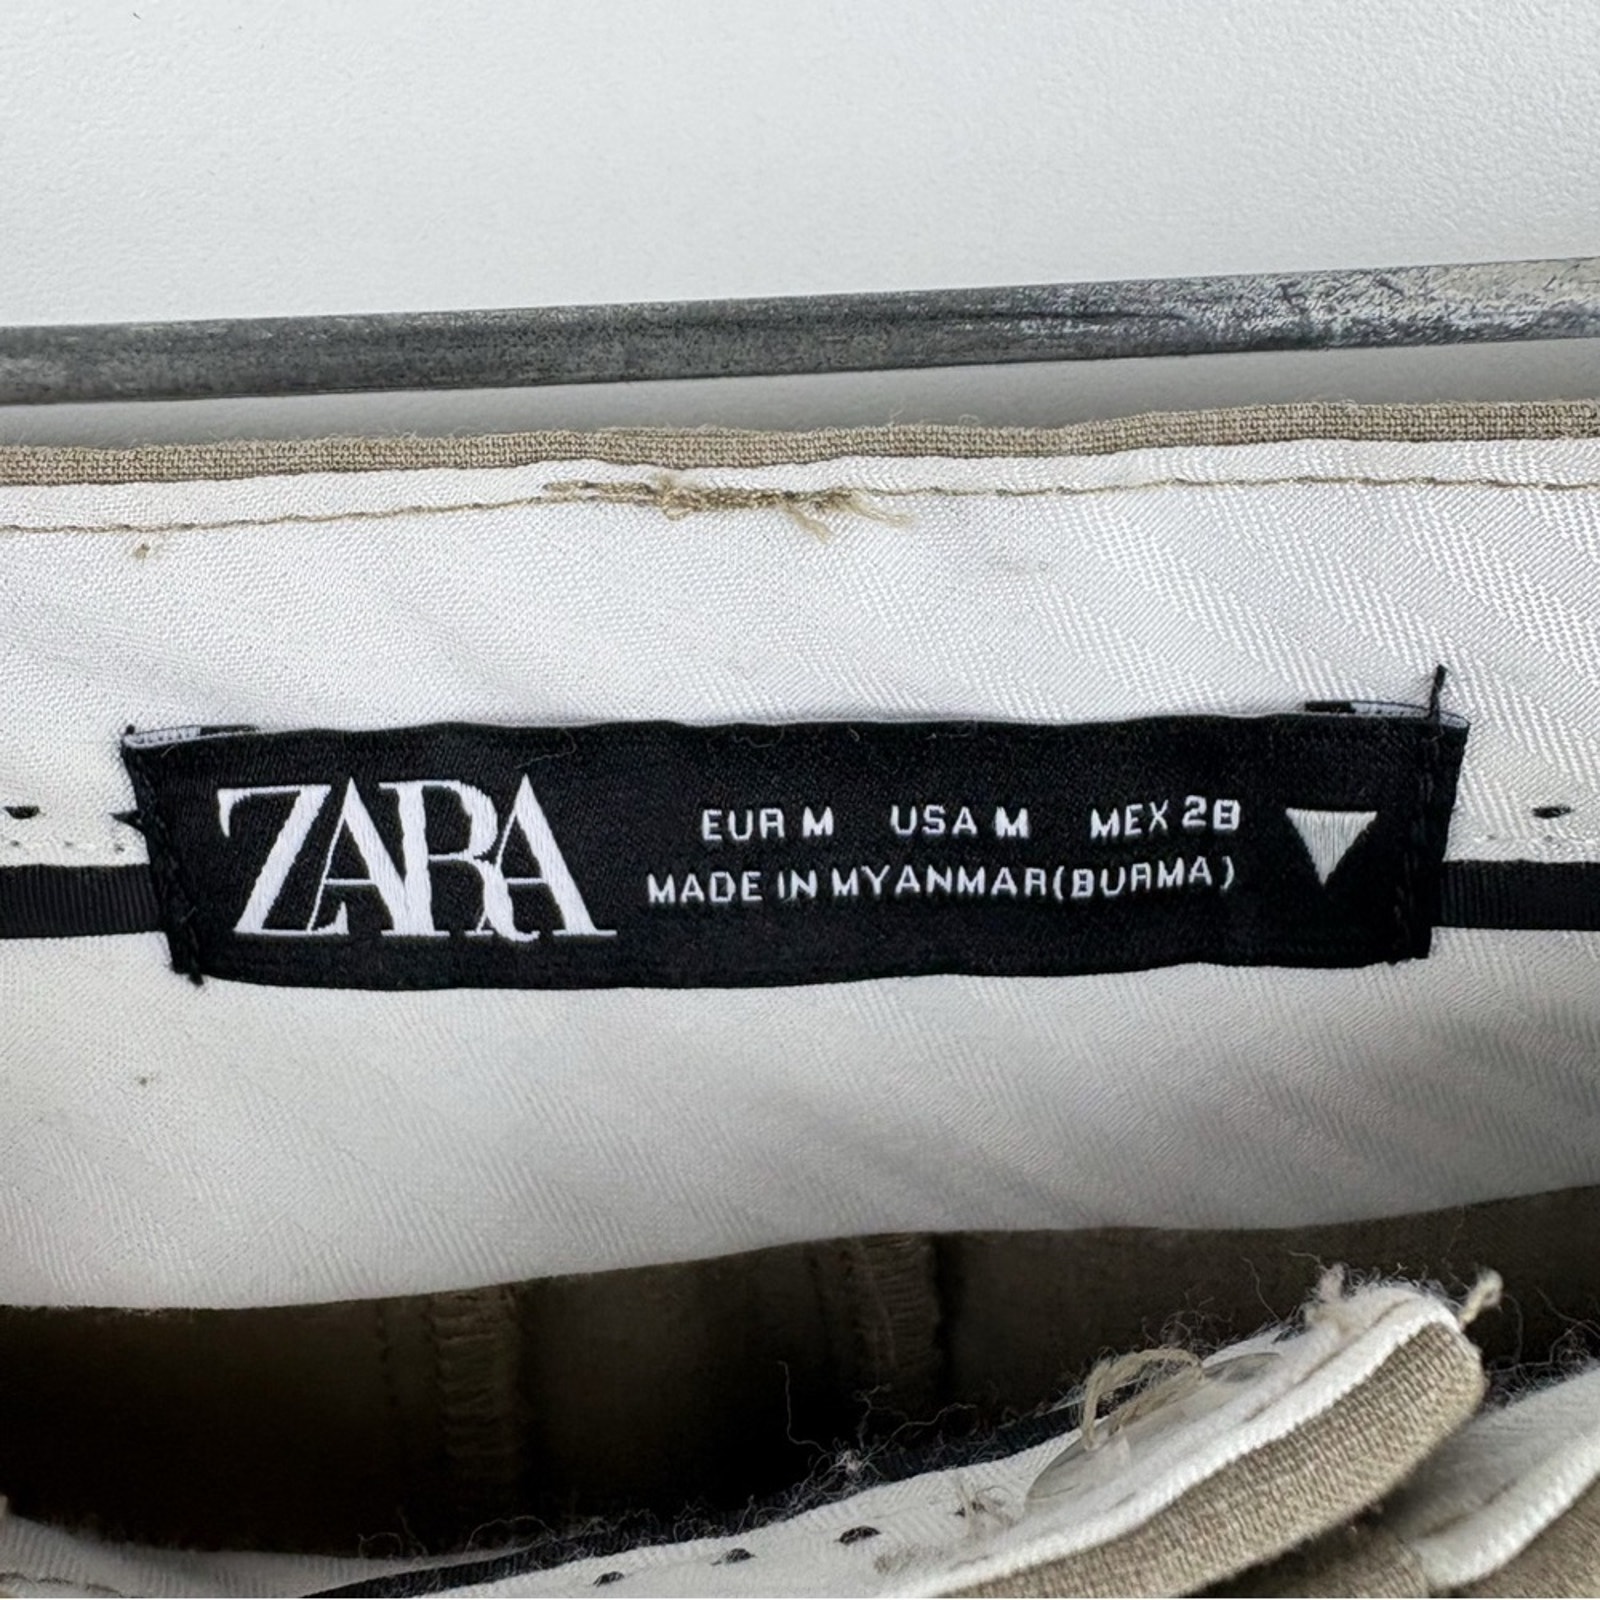 ZARA
EUR M USA M MEX 28
MADE IN MYANMAR(BURMA)